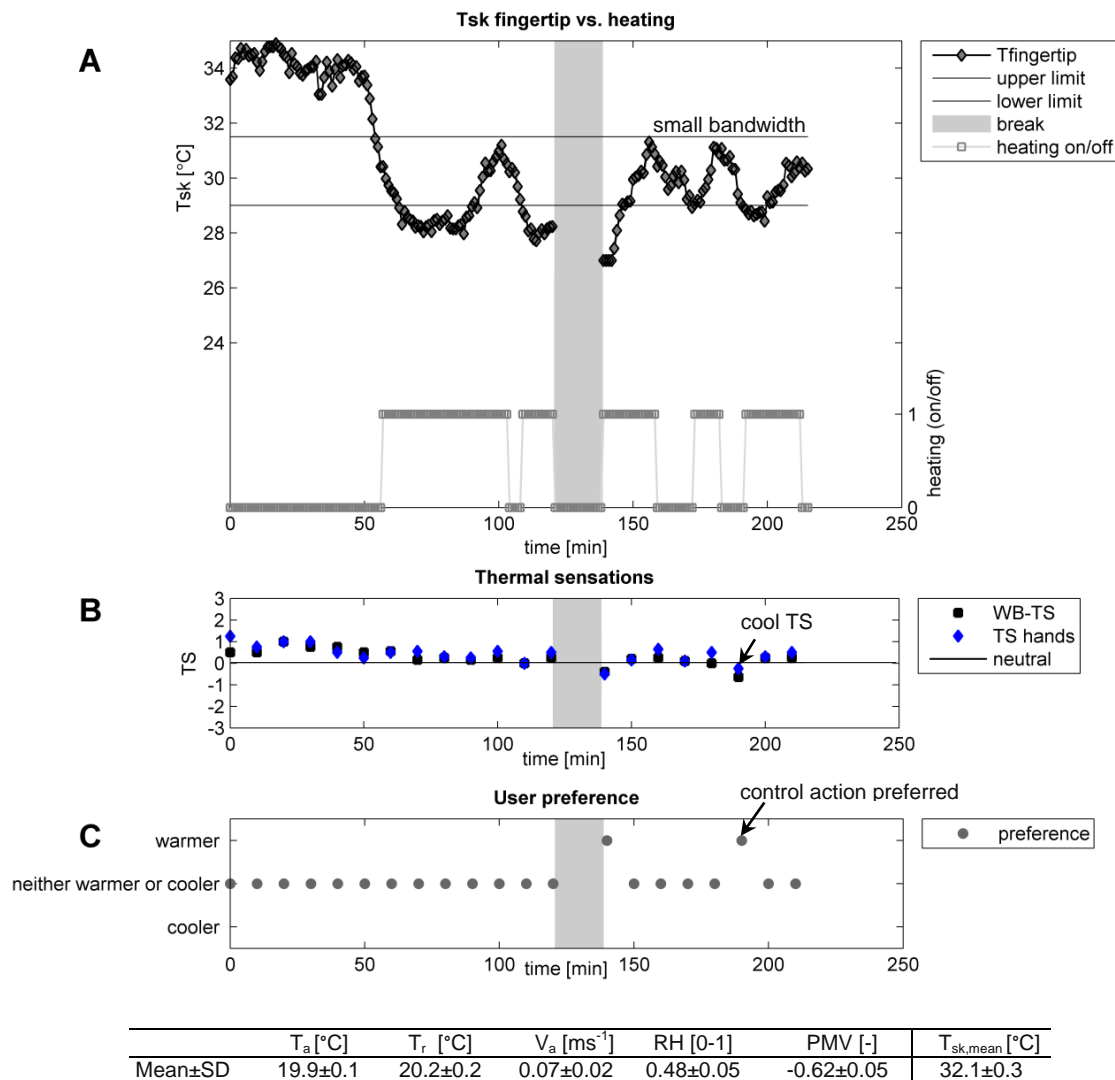 Tsk fingertip vs. heating
A
34
32
30
28
26
24
Tsk [°C]
small bandwidth
Tfingertip
upper limit
lower limit
break
heating on/off
1
0
heating (on/off)
0 50 100 150 200 250
time [min]
Thermal sensations
B
3
2
1
0
-1
-2
-3
TS
cool TS
WB-TS
TS hands
neutral
0 50 100 150 200 250
time [min]
control action preferred
User preference
C
warmer
neither warmer or cooler
cooler
preference
0 50 100 150 200 250
time [min]
Ta [°C] Tr [°C] Va [ms-1] RH [0-1] PMV [-] Tsk,mean [°C]
Mean±SD 19.9±0.1 20.2±0.2 0.07±0.02 0.48±0.05 -0.62±0.05 32.1±0.3